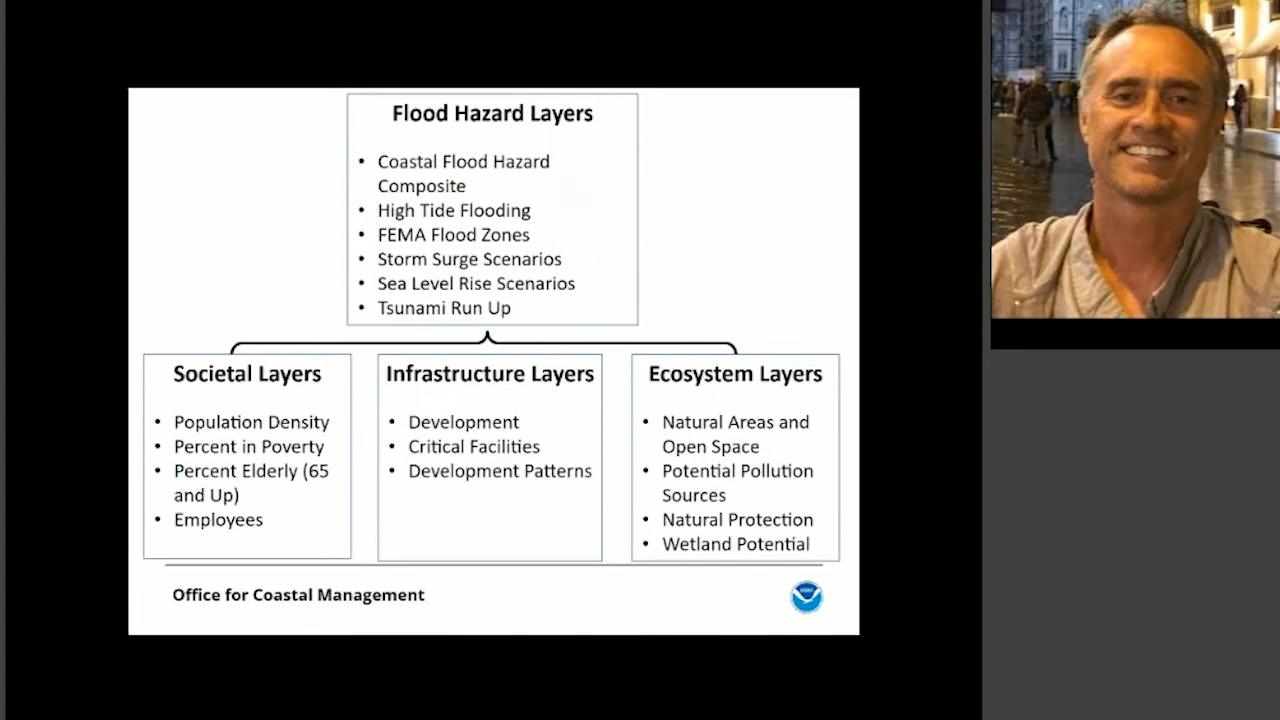 Flood Hazard Layers
• Coastal Flood Hazard
Composite
• High Tide Flooding
• FEMA Flood Zones
• Storm Surge Scenarios
• Sea Level Rise Scenarios
• Tsunami Run Up
Societal Layers
• Population Density
• Percent in Poverty
• Percent Elderly (65
and Up)
• Employees
Infrastructure Layers
• Development
• Critical Facilities
• Development Patterns
Ecosystem Layers
• Natural Areas and
Open Space
• Potential Pollution
Sources
• Natural Protection
• Wetland Potential
Office for Coastal Management